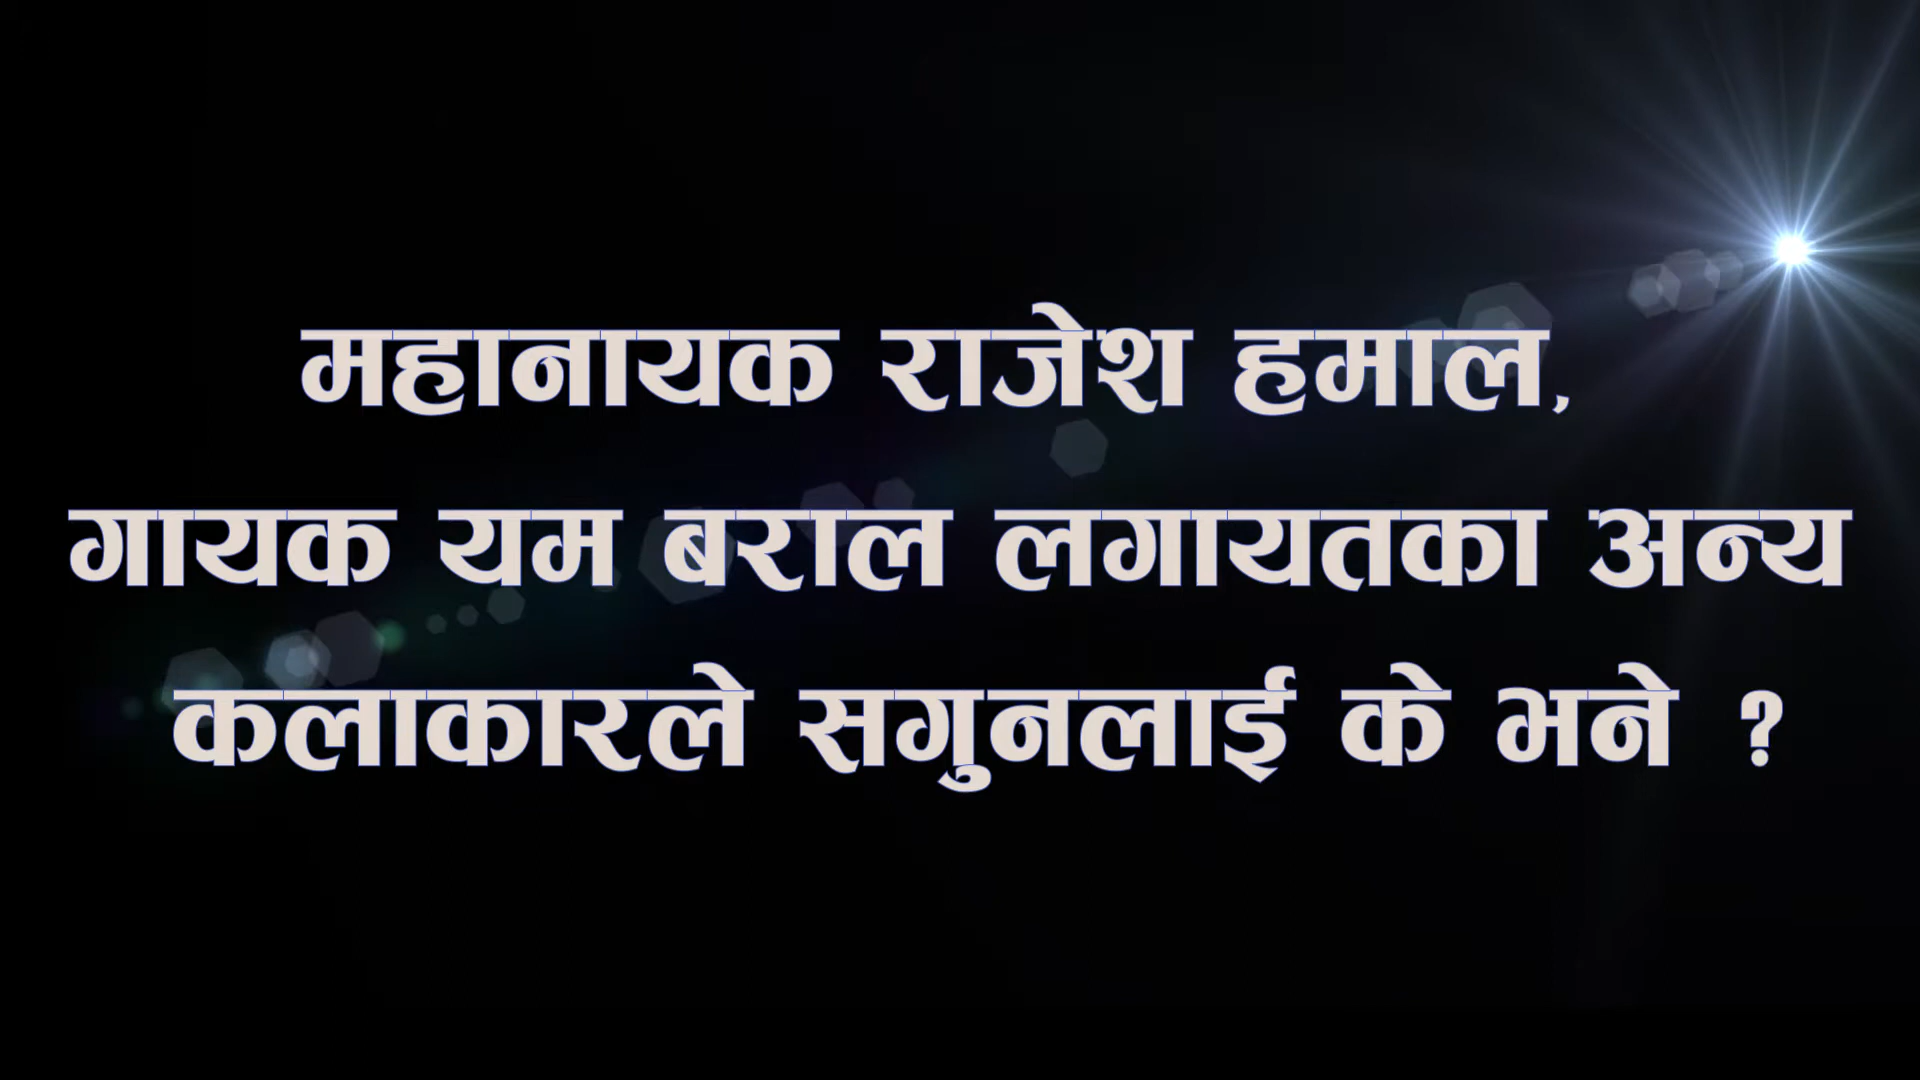 महानायक राजेश हमाल,
गायक यम बराल लगायतका अन्य
कलाकारले सगुनलाई के भने ?